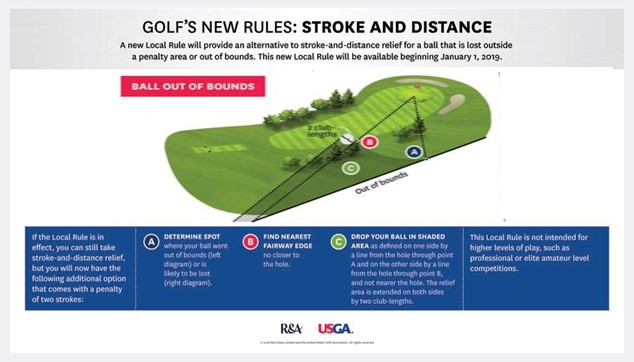 GOLF'S NEW RULES: STROKE AND DISTANCE
A new Local Rule will provide an alternative to stroke-and-distance relief for a ball that is lost outside
a penalty area or out of bounds. This new Local Rule will be available beginning January 1, 2019.
BALL OUT OF BOUNDS
2 club-
lengths
B
A
C
Out of bounds
If the Local Rule is in
effect, you can still take
stroke-and-distance relief,
but you will now have the
following additional option
that comes with a penalty
of two strokes:
A
DETERMINE SPOT
where your ball went
out of bounds (left
diagram) or is
likely to be lost
(right diagram).
B
FIND NEAREST
FAIRWAY EDGE
no closer to
the hole.
C
DROP YOUR BALL IN SHADED
AREA as defined on one side by
a line from the hole through point
A and on the other side by a line
from the hole through point B,
and not nearer the hole. The relief
area is extended on both sides
by two club-lengths.
This Local Rule is not intended for
higher levels of play, such as
professional or elite amateur level
competitions.
R&A
USGA